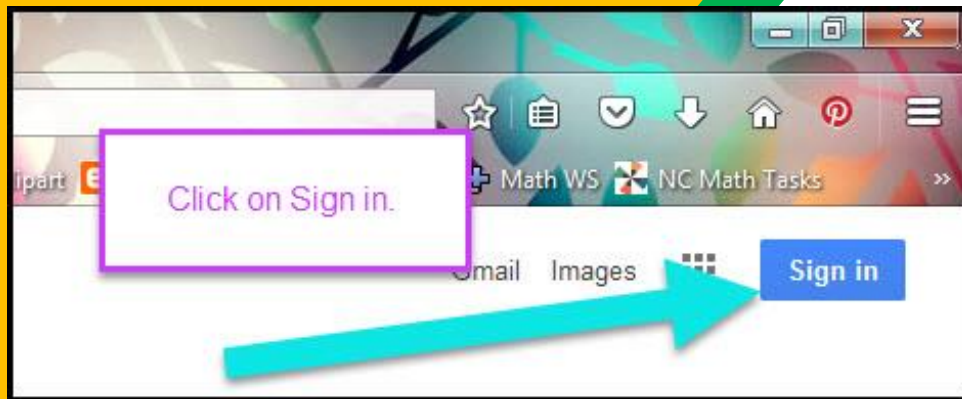 ipart Math WS NC Math Tasks »
Click on Sign in.
Gmail Images Sign in